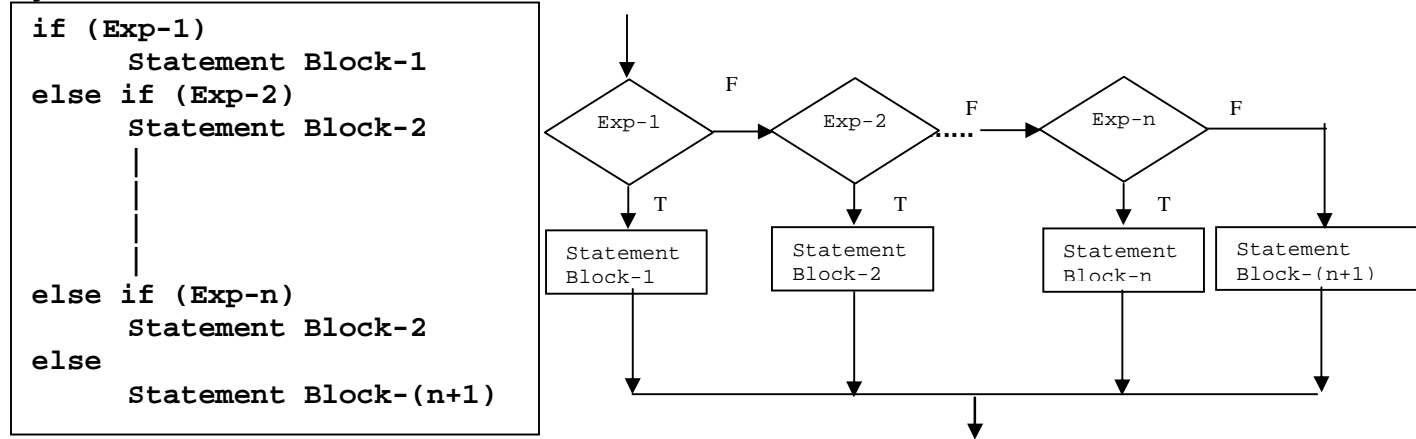 if (Exp-1)
Statement Block-1
else if (Exp-2)
Statement Block-2
else if (Exp-n)
Statement Block-2
else
Statement Block-(n+1)
Exp-1
F
Exp-2
F
.....
Exp-n
F
T
T
T
Statement
Block-1
Statement
Block-2
Statement
Block-n
Statement
Block-(n+1)